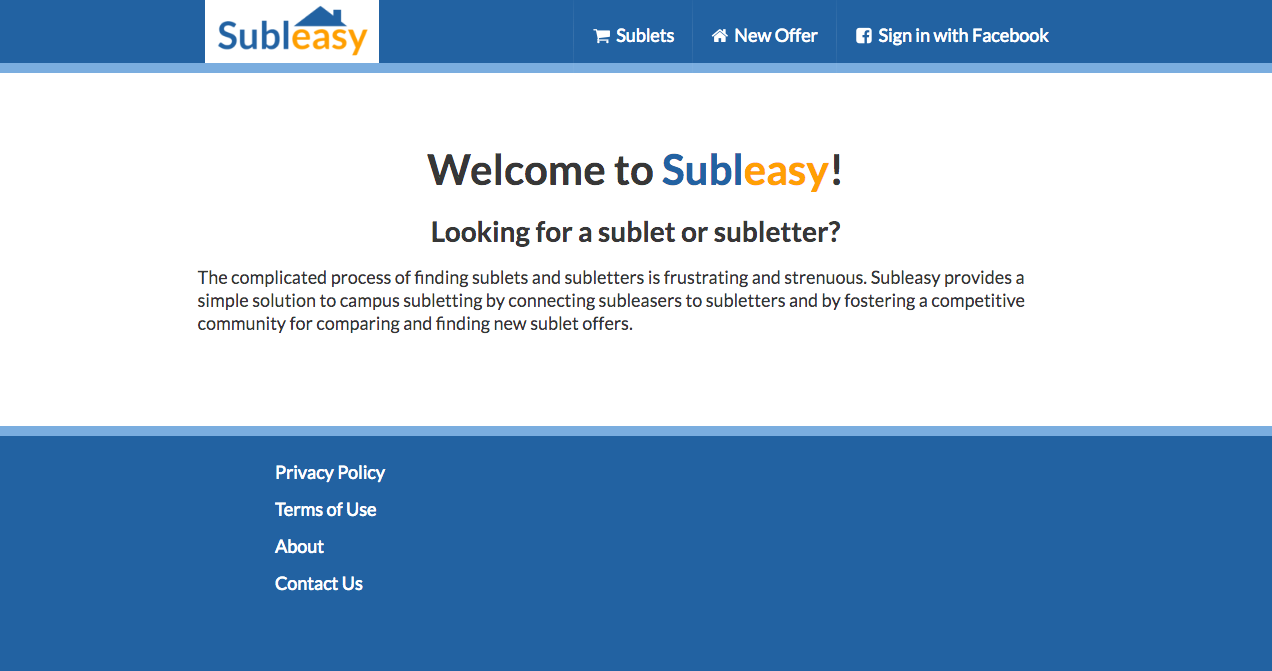 Subleasy
Sublets
New Offer
Sign in with Facebook
Welcome to Subleasy!
Looking for a sublet or subletter?
The complicated process of finding sublets and subletters is frustrating and strenuous. Subleasy provides a
simple solution to campus subletting by connecting subleasers to subletters and by fostering a competitive
community for comparing and finding new sublet offers.
Privacy Policy
Terms of Use
About
Contact Us